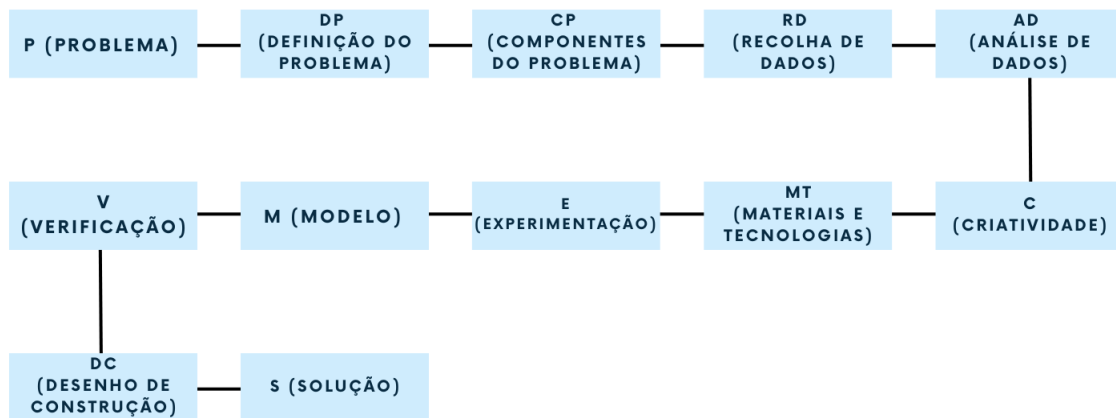 P (PROBLEMA)
DP
(DEFINIÇÃO DO
PROBLEMA)
CP
(COMPONENTES
DO PROBLEMA)
RD
(RECOLHA DE
DADOS)
AD
(ANÁLISE DE
DADOS)
V
(VERIFICAÇÃO)
M (MODELO)
E
(EXPERIMENTAÇÃO)
MT
(MATERIAIS E
TECNOLOGIAS)
C
(CRIATIVIDADE)
DC
(DESENHO DE
CONSTRUÇÃO)
S (SOLUÇÃO)